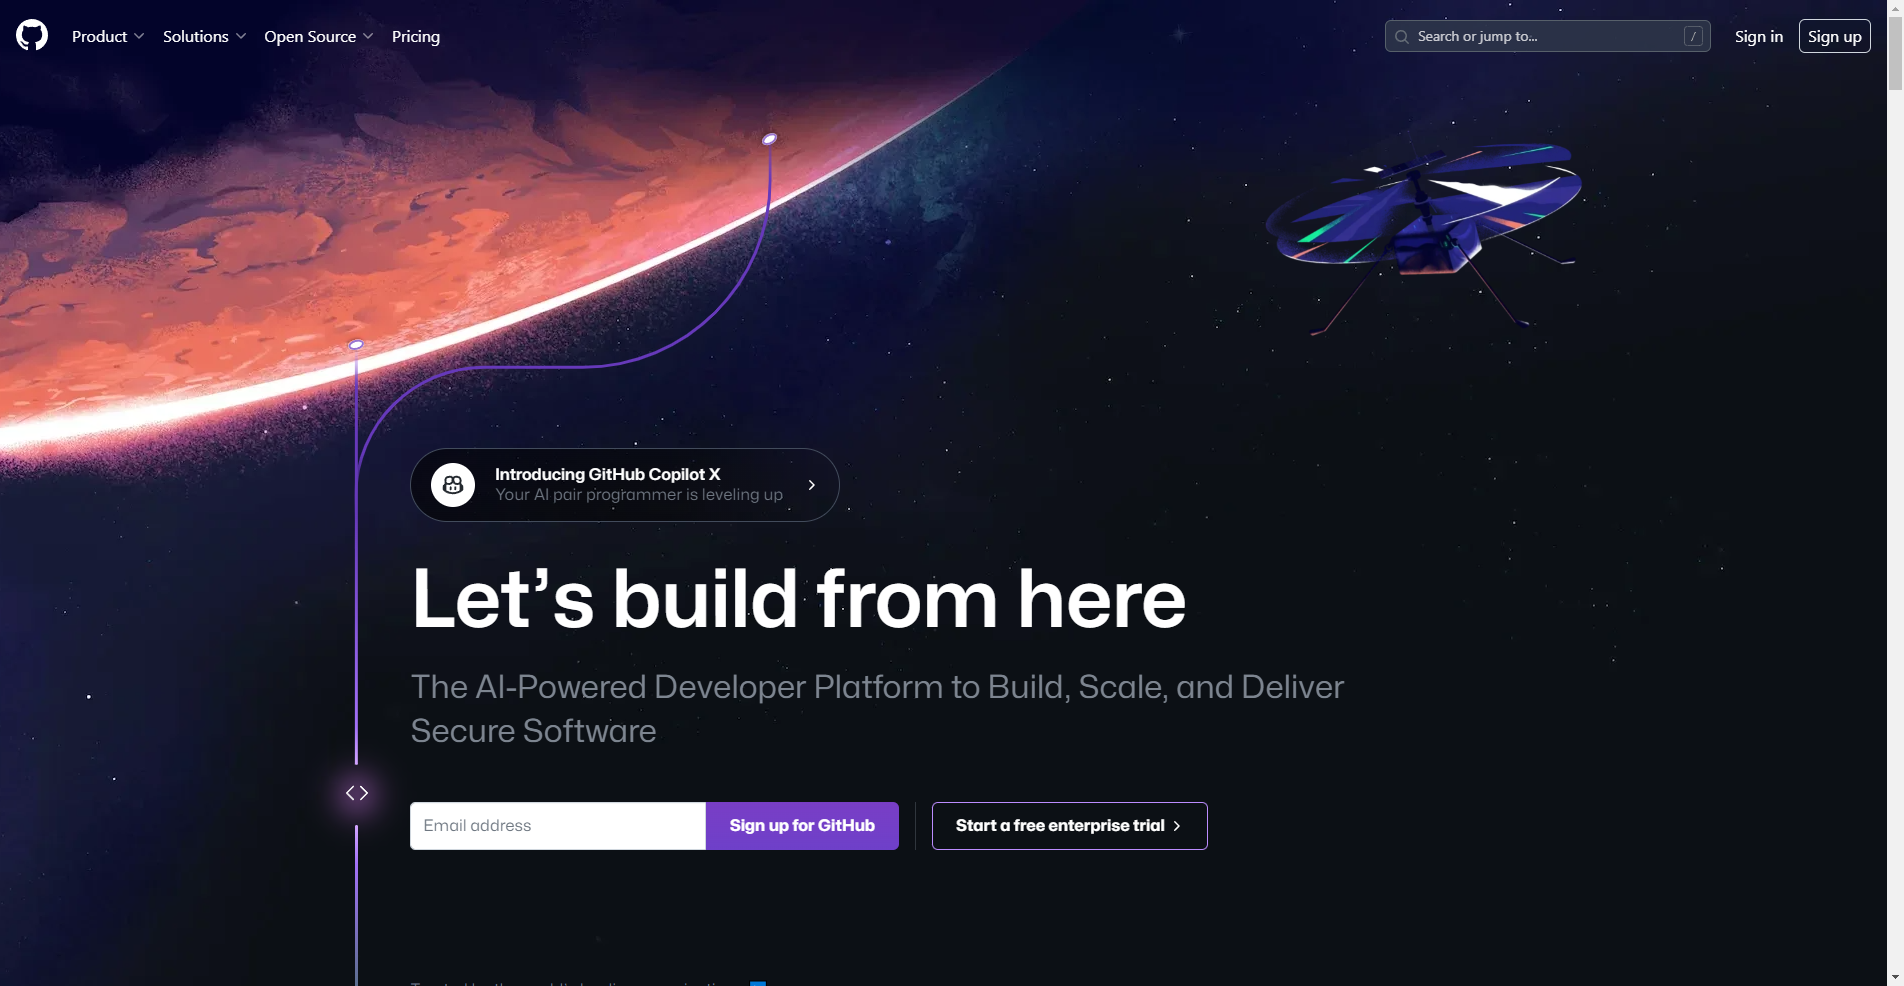 Product
Solutions
Open Source
Pricing
Search or jump to...
/
Sign in
Sign up
Introducing GitHub Copilot X
Your AI pair programmer is leveling up
Let’s build from here
The AI-Powered Developer Platform to Build, Scale, and Deliver
Secure Software
Email address
Sign up for GitHub
Start a free enterprise trial